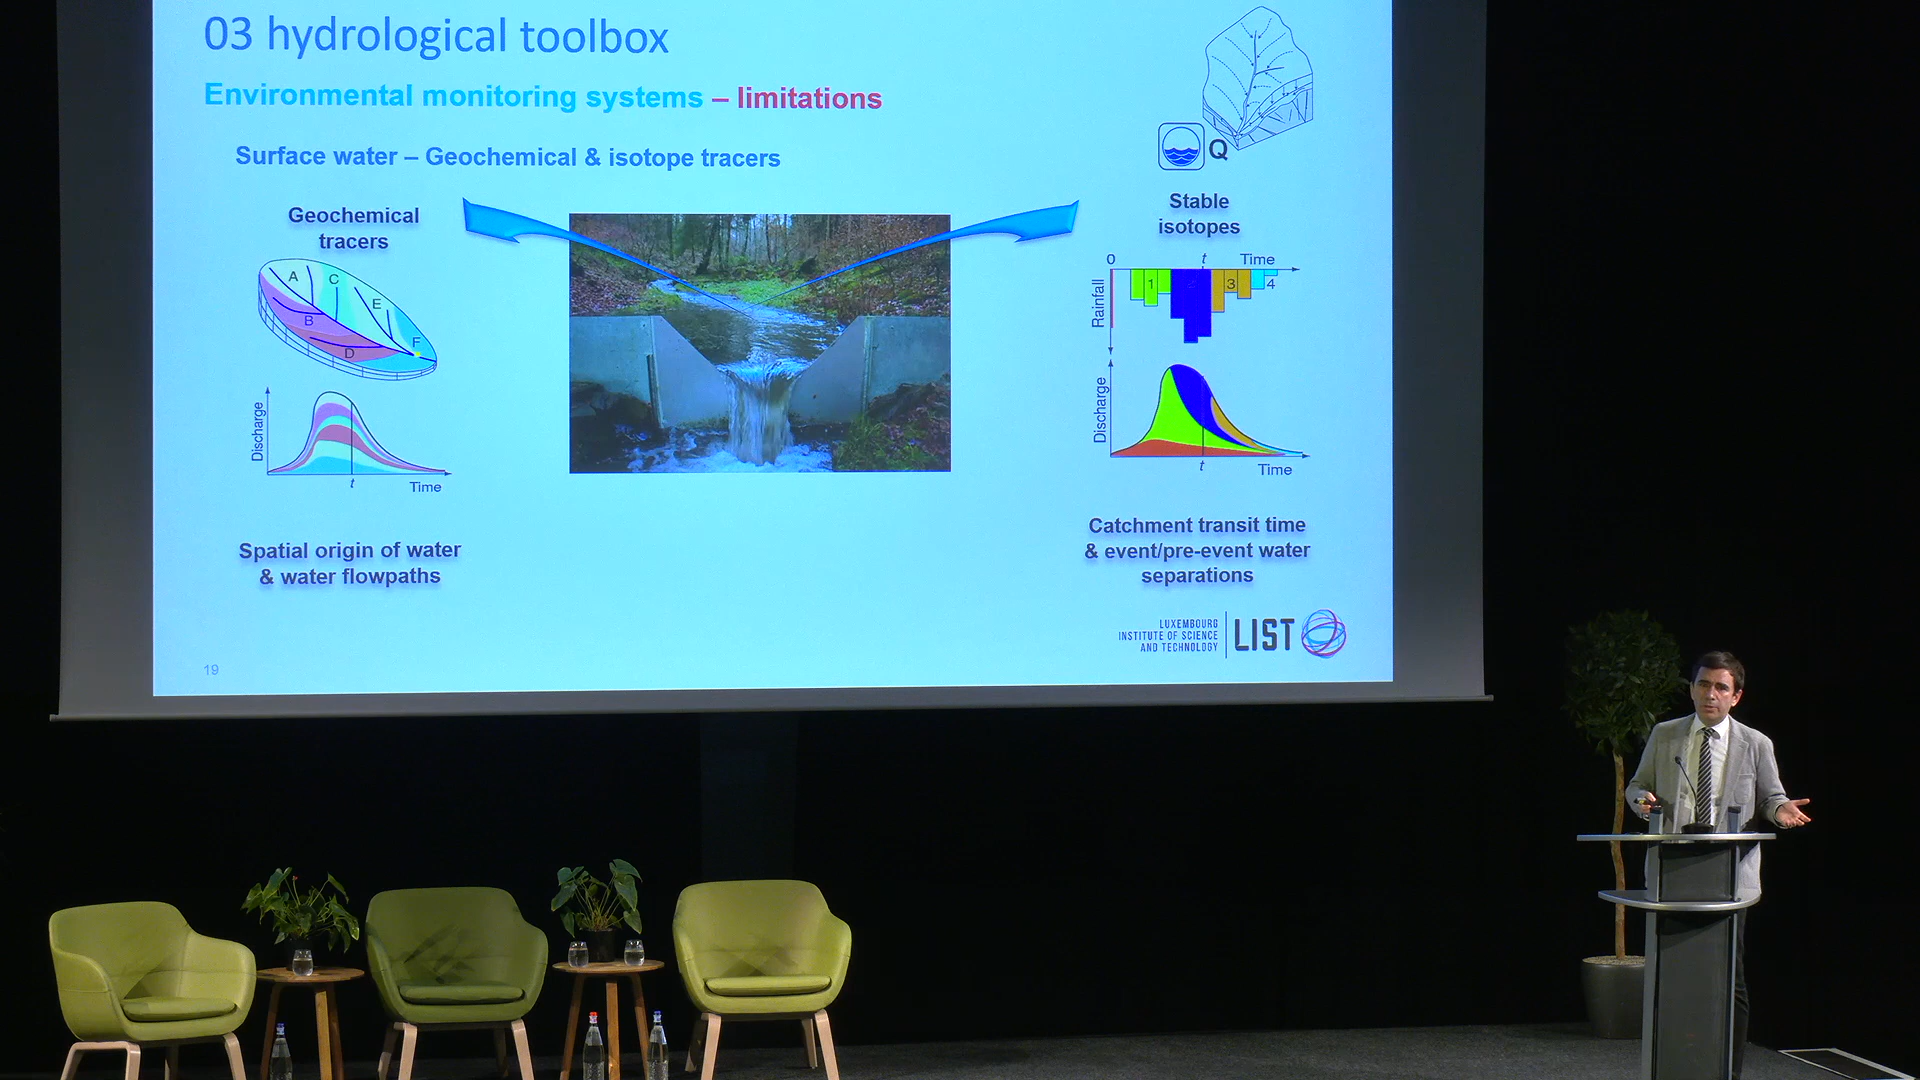 03 hydrological toolbox
Environmental monitoring systems – limitations
Surface water – Geochemical & isotope tracers
Q
Geochemical
tracers
A
C
E
B
D
F
Discharge
t
Time
Spatial origin of water
& water flowpaths
Stable
isotopes
0
t
Time
Rainfall
1
3
4
Discharge
t
Time
Catchment transit time
& event/pre-event water
separations
LUXEMBOURG
INSTITUTE OF SCIENCE
AND TECHNOLOGY
LIST
19